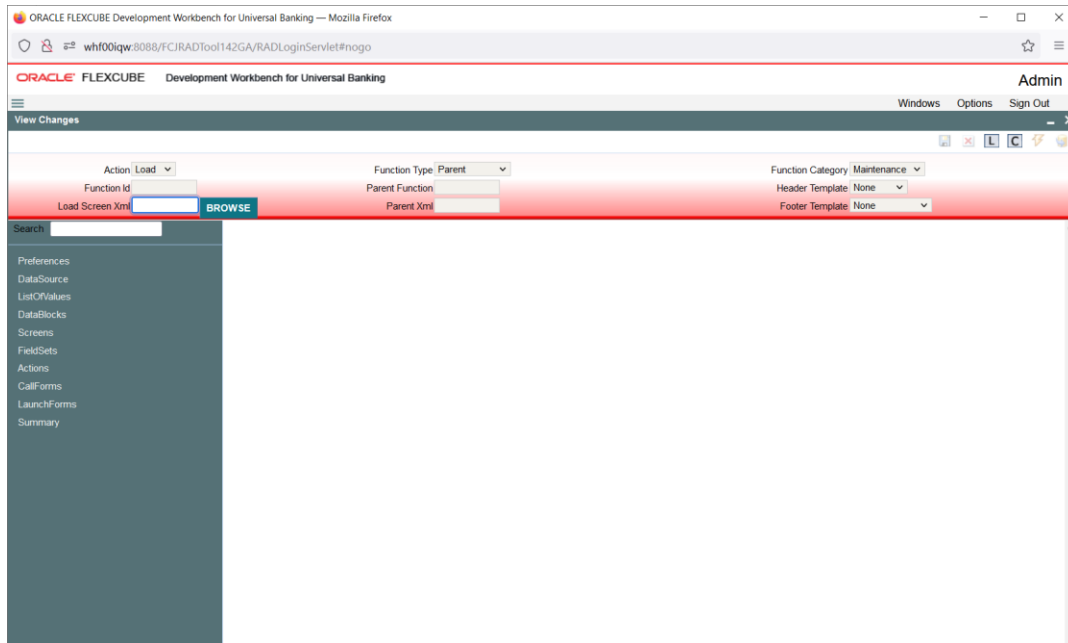 ORACLE FLEXCUBE Development Workbench for Universal Banking — Mozilla Firefox
whf00iqw:8088/FCJRADTool142GA/RADLoginServlet#nogo
ORACLE FLEXCUBE Development Workbench for Universal Banking Admin
Windows Options Sign Out
View Changes
L C
Action Load Function Type Parent Function Category Maintenance
Function Id Parent Function Header Template None
Load Screen Xml BROWSE Parent Xml Footer Template None
Search
Preferences
DataSource
ListOfValues
DataBlocks
Screens
FieldSets
Actions
CallForms
LaunchForms
Summary